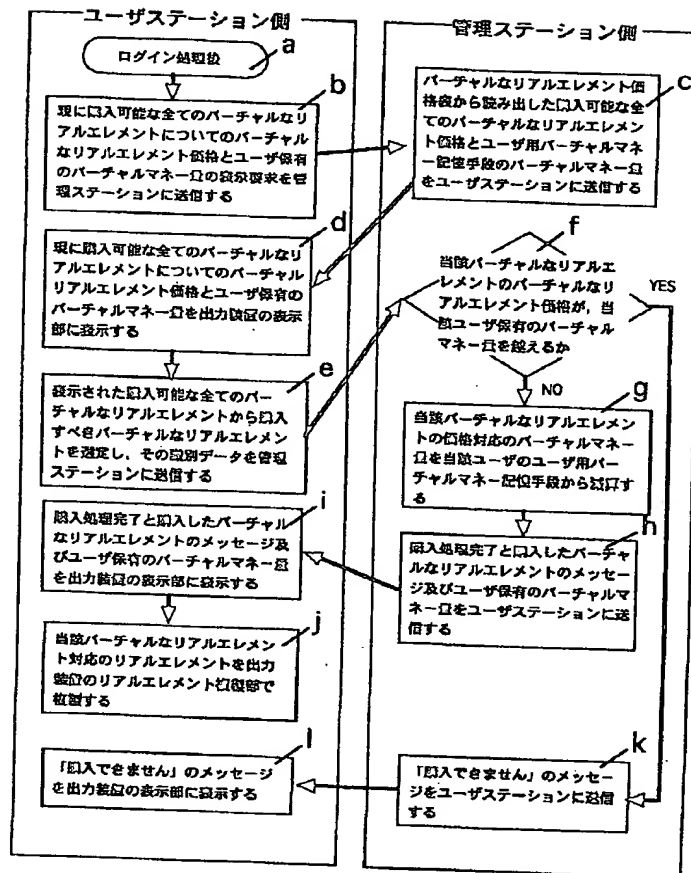 ユーザステーション側
管理ステーション側
a
ログイン処理後
b
現に購入可能な全てのバーチャルなリ
アルエレメントについてのバーチャル
なリアルエレメント価格とユーザ保有
のバーチャルマネー量の表示要求を管
理ステーションに送信する
c
バーチャルなリアルエレメント価
格表から読み出した購入可能な全
てのバーチャルなリアルエレメン
ト価格とユーザ用バーチャルマネ
ー記憶手段のバーチャルマネー量
をユーザステーションに送信する
d
現に購入可能な全てのバーチャルなリ
アルエレメントについてのバーチャル
リアルエレメント価格とユーザ保有の
バーチャルマネー量を出力装置の表示
部に表示する
e
表示された購入可能な全てのバー
チャルなリアルエレメントから購入
すべきバーチャルなリアルエレメン
トを選定し、その識別データを管理
ステーションに送信する
f
当該バーチャルなリアルエ
レメントのバーチャルなリ
アルエレメント価格が、当
該ユーザ保有のバーチャル
マネー量を越えるか
YES
NO
g
当該バーチャルなリアルエレメン
トの価格対応のバーチャルマネー
量を当該ユーザのユーザ用バー
チャルマネー記憶手段から減算す
る
h
購入処理完了と購入したバーチャ
ルなリアルエレメントのメッセー
ジ及びユーザ保有のバーチャルマ
ネー量をユーザステーションに送
信する
i
購入処理完了と購入したバーチャル
なリアルエレメントのメッセージ及
びユーザ保有のバーチャルマネー量
を出力装置の表示部に表示する
j
当該バーチャルなリアルエレメン
ト対応のリアルエレメントを出力
装置のリアルエレメント複製部で
複製する
k
「購入できません」のメッセー
ジをユーザステーションに送信
する
l
「購入できません」のメッセージ
を出力装置の表示部に表示する